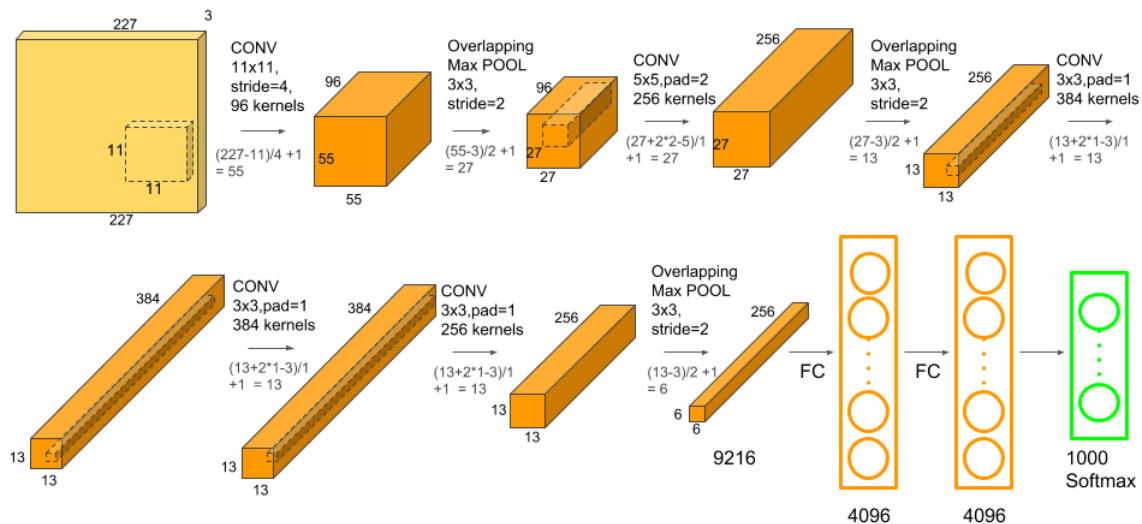 227
3
CONV
11x11,
stride=4,
96 kernels
(227-11)/4 +1
= 55
11
11
227
96
55
55
Overlapping
Max POOL
3x3,
stride=2
(55-3)/2 +1
= 27
96
27
27
CONV
5x5,pad=2
256 kernels
(27+2*2-5)/1
+1 = 27
256
27
27
Overlapping
Max POOL
3x3,
stride=2
(27-3)/2 +1
= 13
256
13
13
CONV
3x3,pad=1
384 kernels
(13+2*1-3)/1
+1 = 13
384
13
13
CONV
3x3,pad=1
384 kernels
(13+2*1-3)/1
+1 = 13
384
13
13
CONV
3x3,pad=1
256 kernels
(13+2*1-3)/1
+1 = 13
256
13
13
Overlapping
Max POOL
3x3,
stride=2
(13-3)/2 +1
= 6
256
6
6
9216
FC
4096
FC
4096
1000
Softmax